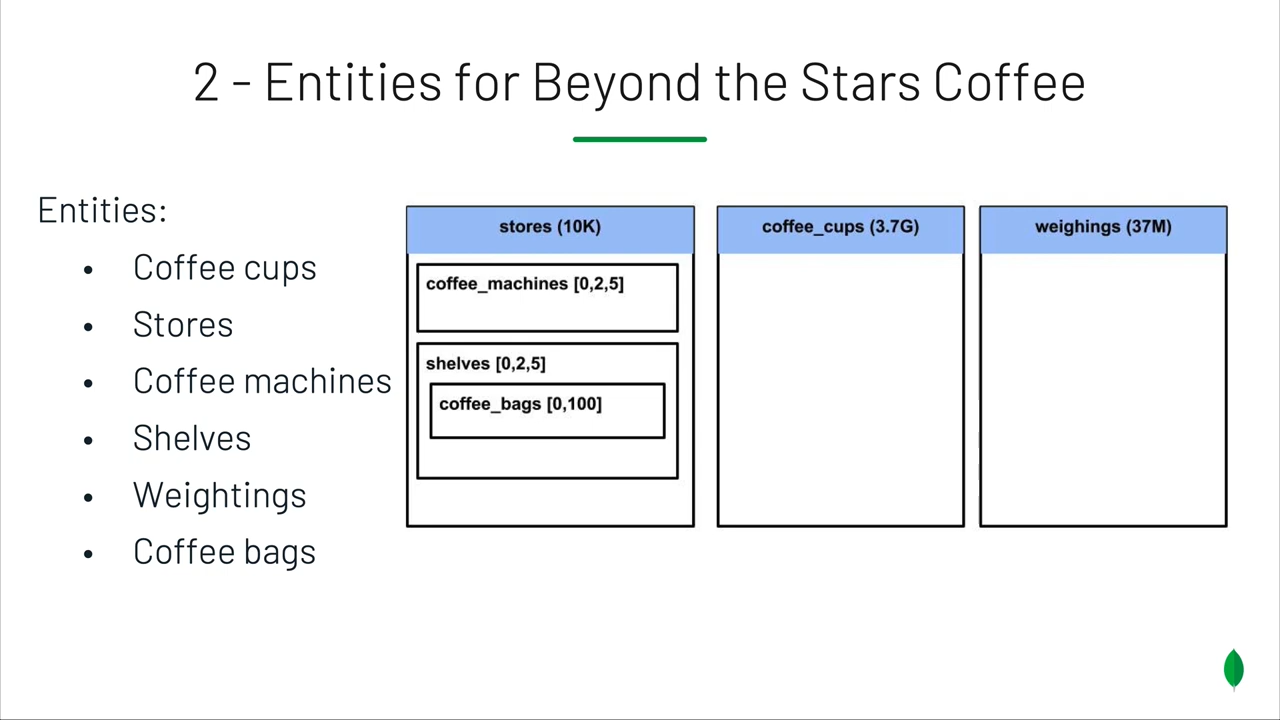 2 - Entities for Beyond the Stars Coffee
Entities:
• Coffee cups
• Stores
• Coffee machines
• Shelves
• Weightings
• Coffee bags
stores (10K)
coffee_machines [0,2,5]
shelves [0,2,5]
coffee_bags [0,100]
coffee_cups (3.7G)
weighings (37M)